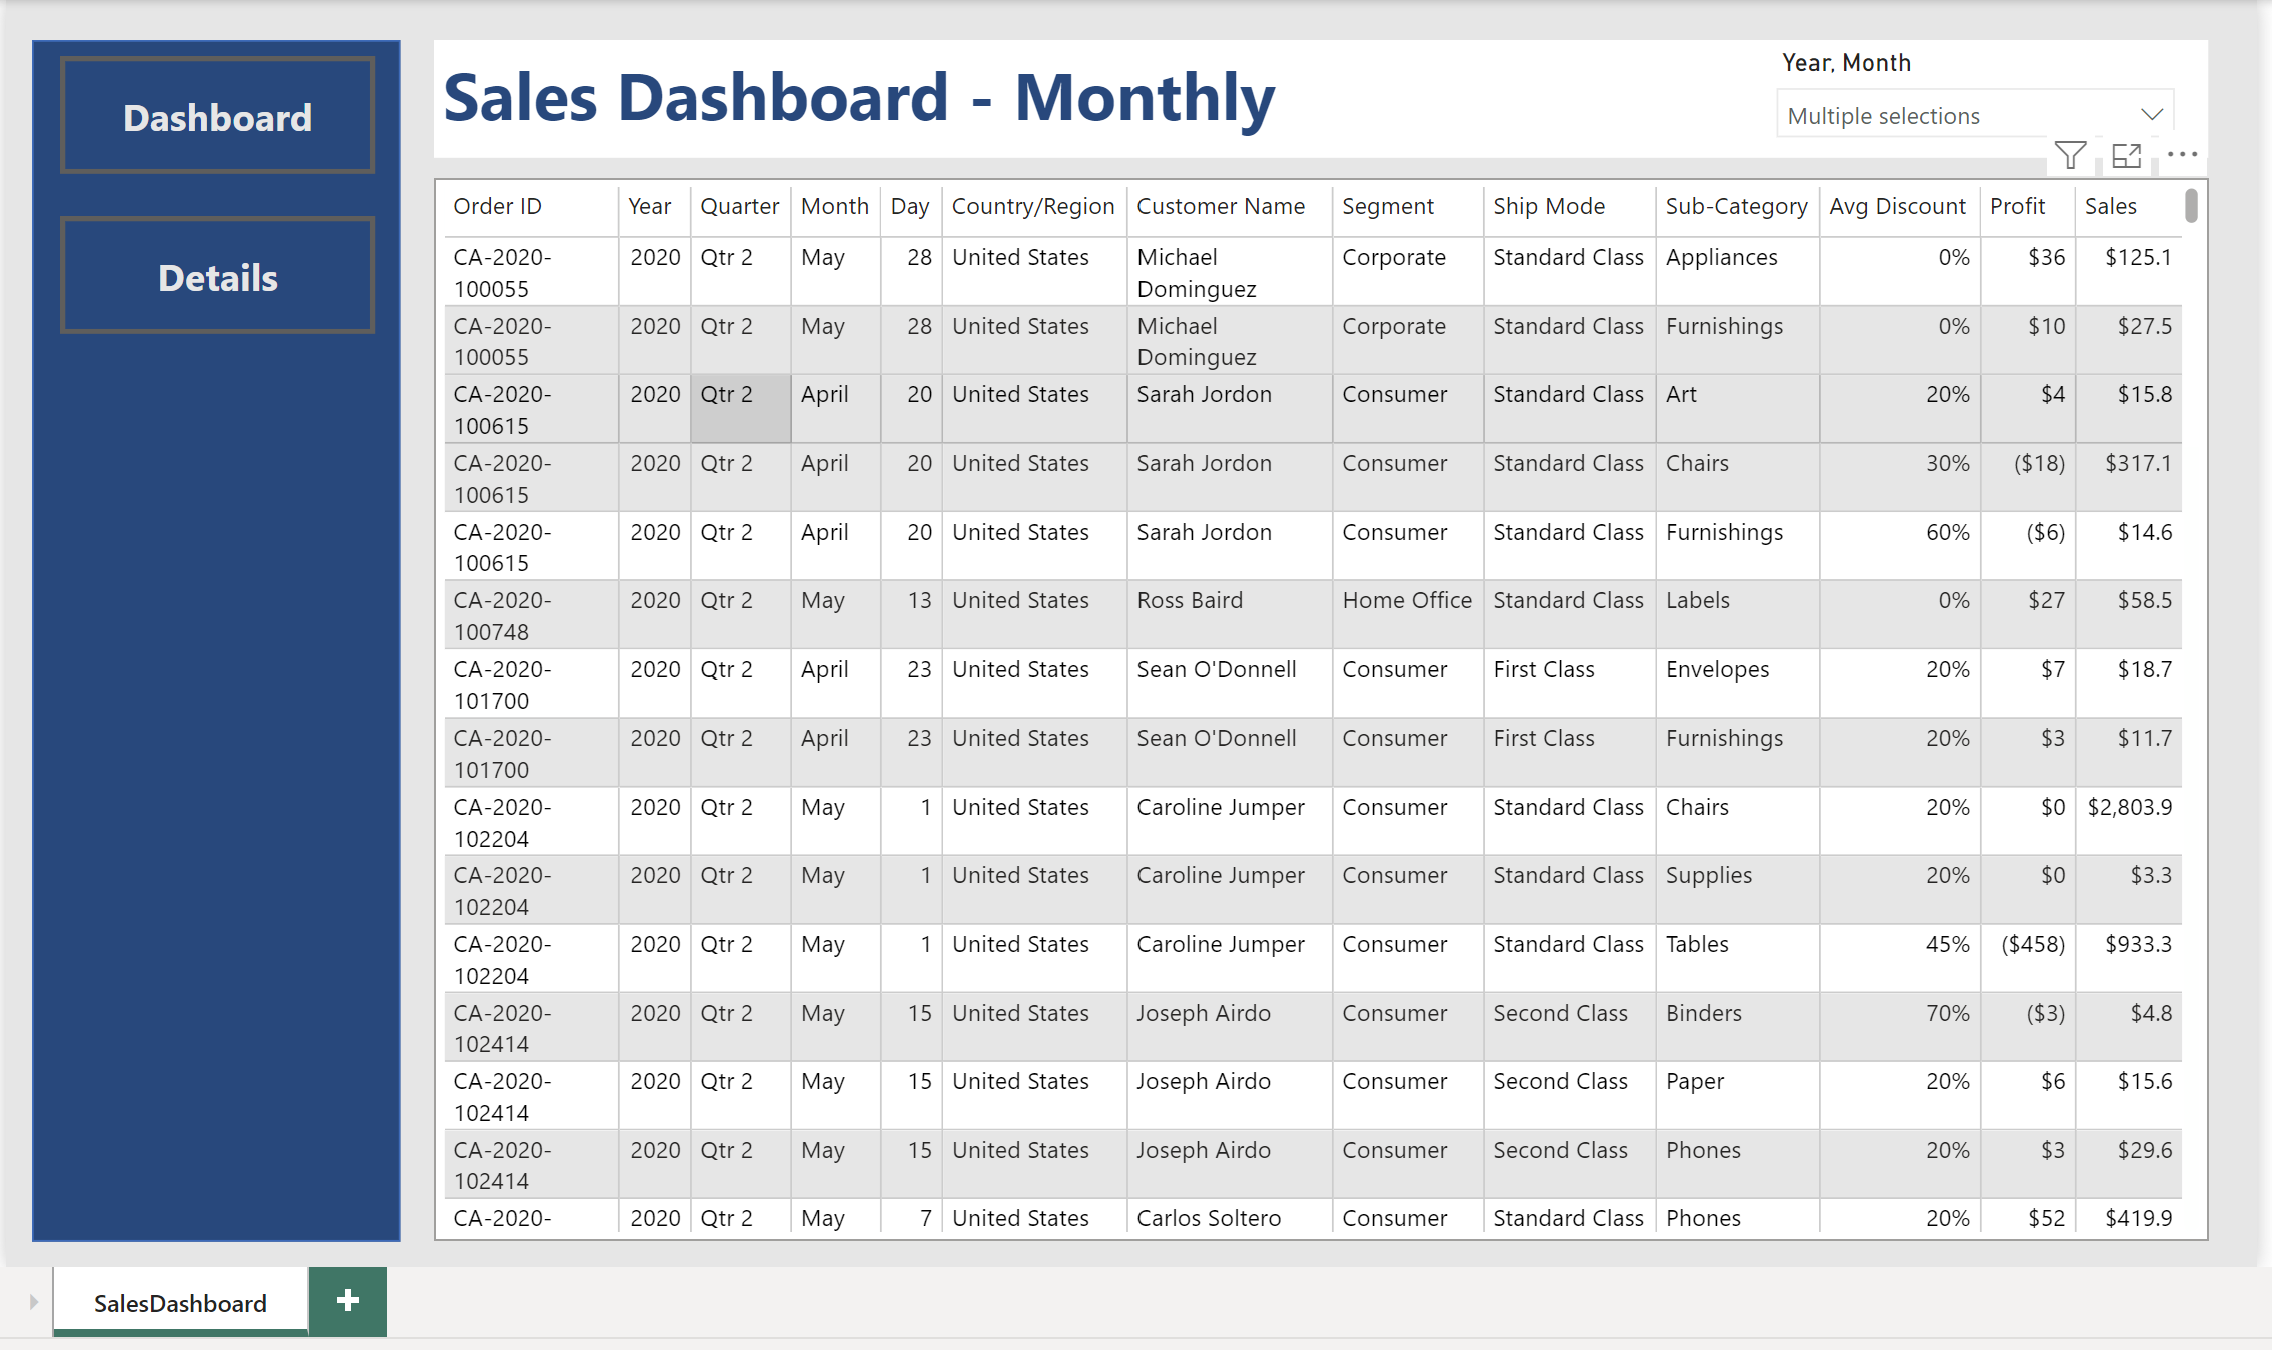 Dashboard
Details
Sales Dashboard - Monthly
Year, Month
Multiple selections
Order ID Year Quarter Month Day Country/Region Customer Name Segment Ship Mode Sub-Category Avg Discount Profit Sales
CA-2020-100055 2020 Qtr 2 May 28 United States Michael Dominguez Corporate Standard Class Appliances 0% $36 $125.1
CA-2020-100055 2020 Qtr 2 May 28 United States Michael Dominguez Corporate Standard Class Furnishings 0% $10 $27.5
CA-2020-100615 2020 Qtr 2 April 20 United States Sarah Jordon Consumer Standard Class Art 20% $4 $15.8
CA-2020-100615 2020 Qtr 2 April 20 United States Sarah Jordon Consumer Standard Class Chairs 30% ($18) $317.1
CA-2020-100615 2020 Qtr 2 April 20 United States Sarah Jordon Consumer Standard Class Furnishings 60% ($6) $14.6
CA-2020-100748 2020 Qtr 2 May 13 United States Ross Baird Home Office Standard Class Labels 0% $27 $58.5
CA-2020-101700 2020 Qtr 2 April 23 United States Sean O'Donnell Consumer First Class Envelopes 20% $7 $18.7
CA-2020-101700 2020 Qtr 2 April 23 United States Sean O'Donnell Consumer First Class Furnishings 20% $3 $11.7
CA-2020-102204 2020 Qtr 2 May 1 United States Caroline Jumper Consumer Standard Class Chairs 20% $0 $2,803.9
CA-2020-102204 2020 Qtr 2 May 1 United States Caroline Jumper Consumer Standard Class Supplies 20% $0 $3.3
CA-2020-102204 2020 Qtr 2 May 1 United States Caroline Jumper Consumer Standard Class Tables 45% ($458) $933.3
CA-2020-102414 2020 Qtr 2 May 15 United States Joseph Airdo Consumer Second Class Binders 70% ($3) $4.8
CA-2020-102414 2020 Qtr 2 May 15 United States Joseph Airdo Consumer Second Class Paper 20% $6 $15.6
CA-2020-102414 2020 Qtr 2 May 15 United States Joseph Airdo Consumer Second Class Phones 20% $3 $29.6
CA-2020- 2020 Qtr 2 May 7 United States Carlos Soltero Consumer Standard Class Phones 20% $52 $419.9
SalesDashboard